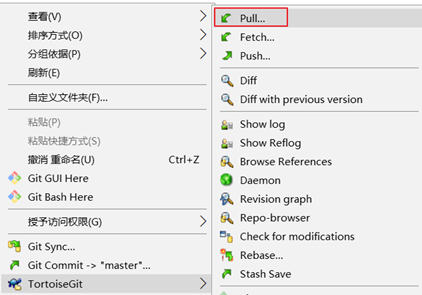 查看(V)
排序方式(O)
分组依据(P)
刷新(E)
自定义文件夹(F)...
粘贴(P)
粘贴快捷方式(S)
撤消 重命名(U) Ctrl+Z
Git GUI Here
Git Bash Here
授予访问权限(G)
Git Sync...
Git Commit -> "master"...
TortoiseGit
Pull...
Fetch...
Push...
Diff
Diff with previous version
Show log
Show Reflog
Browse References
Daemon
Revision graph
Repo-browser
Check for modifications
Rebase...
Stash Save